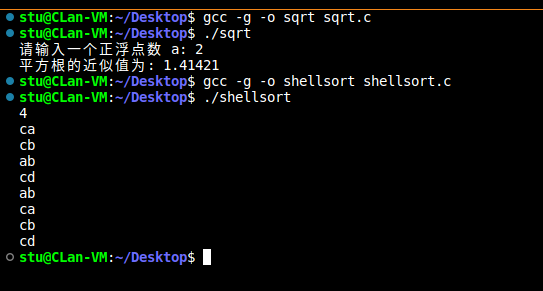 stu@CLan-VM:~/Desktop$ gcc -g -o sqrt sqrt.c
stu@CLan-VM:~/Desktop$ ./sqrt
请输入一个正浮点数 a: 2
平方根的近似值为: 1.41421
stu@CLan-VM:~/Desktop$ gcc -g -o shellsort shellsort.c
stu@CLan-VM:~/Desktop$ ./shellsort
4
ca
cb
ab
cd
ab
ca
cb
cd
stu@CLan-VM:~/Desktop$